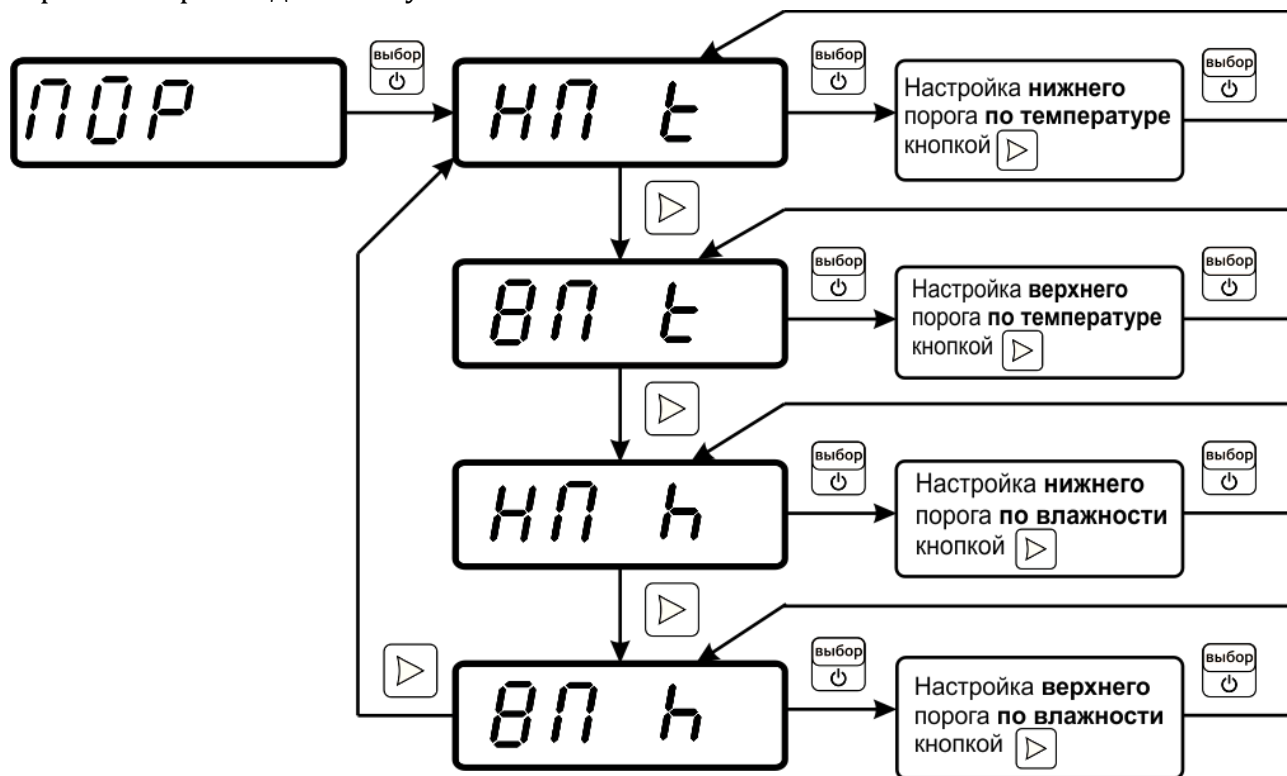 выбор
выбор
выбор
ПОР
НП t
Настройка нижнего
порога по температуре
кнопкой
выбор
выбор
ВП t
Настройка верхнего
порога по температуре
кнопкой
выбор
выбор
НП h
Настройка нижнего
порога по влажности
кнопкой
выбор
выбор
ВП h
Настройка верхнего
порога по влажности
кнопкой